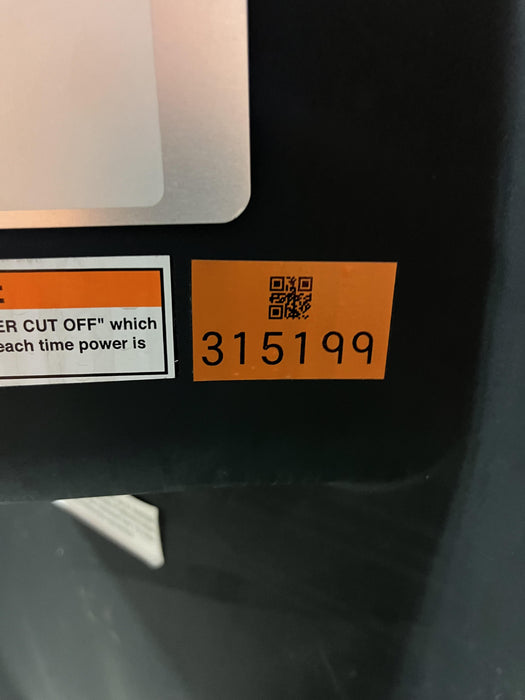 ER CUT OFF" which
each time power is
315199